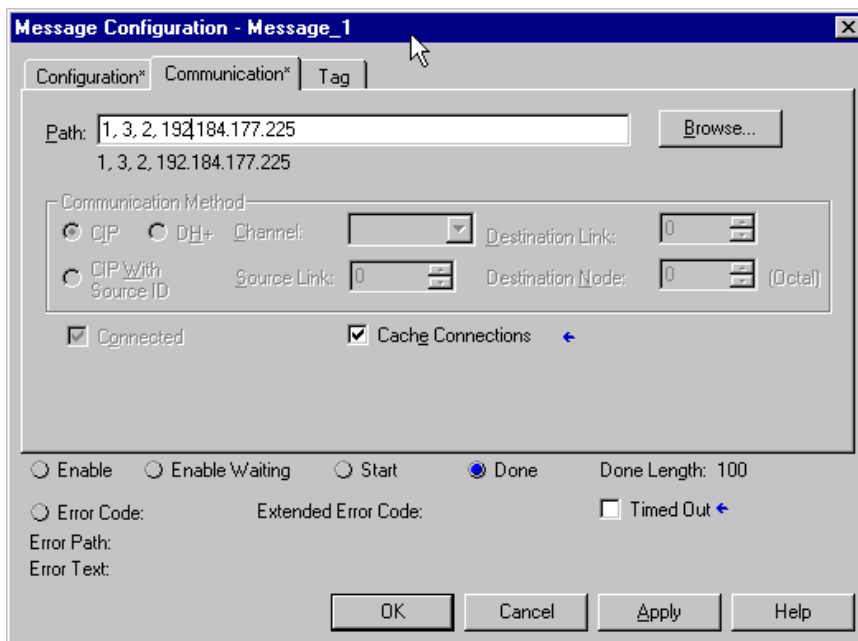 Message Configuration - Message_1
Configuration* Communication* Tag
Path: 1, 3, 2, 192.184.177.225 Browse...
1, 3, 2, 192.184.177.225
Communication Method
CIP DH+ Channel: Destination Link: 0
CIP With Source ID Source Link: 0 Destination Node: 0 (Octal)
Connected Cache Connections
Enable Enable Waiting Start Done Done Length: 100
Error Code: Extended Error Code: Timed Out
Error Path:
Error Text:
OK Cancel Apply Help